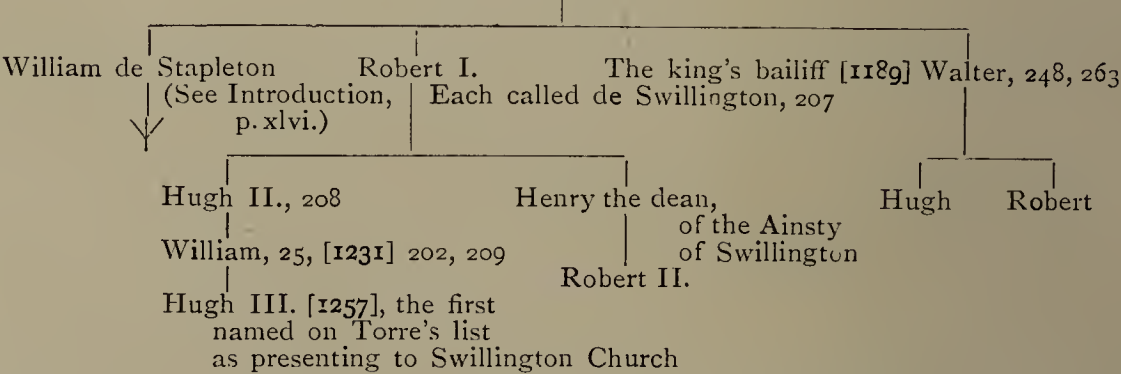 William de Stapleton Robert I. The king's bailiff [1189] Walter, 248, 263
(See Introduction, Each called de Swillington, 207
p. xlvi.)
Hugh II., 208 Henry the dean, Hugh Robert
of the Ainsty
William, 25, [1231] 202, 209 of Swillington
Robert II.
Hugh III. [1257], the first
named on Torre's list
as presenting to Swillington Church